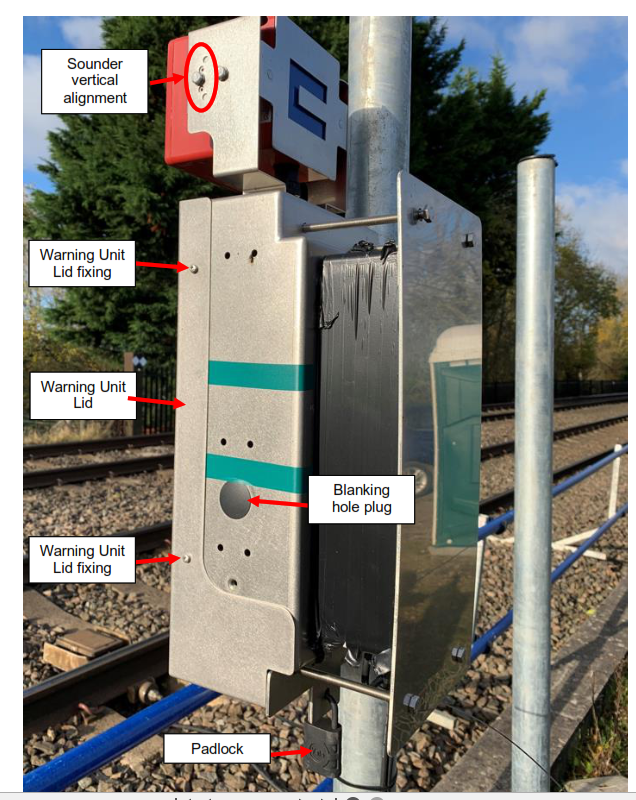 Sounder
vertical
alignment
Warning Unit
Lid fixing
Warning Unit
Lid
Blanking
hole plug
Warning Unit
Lid fixing
Padlock